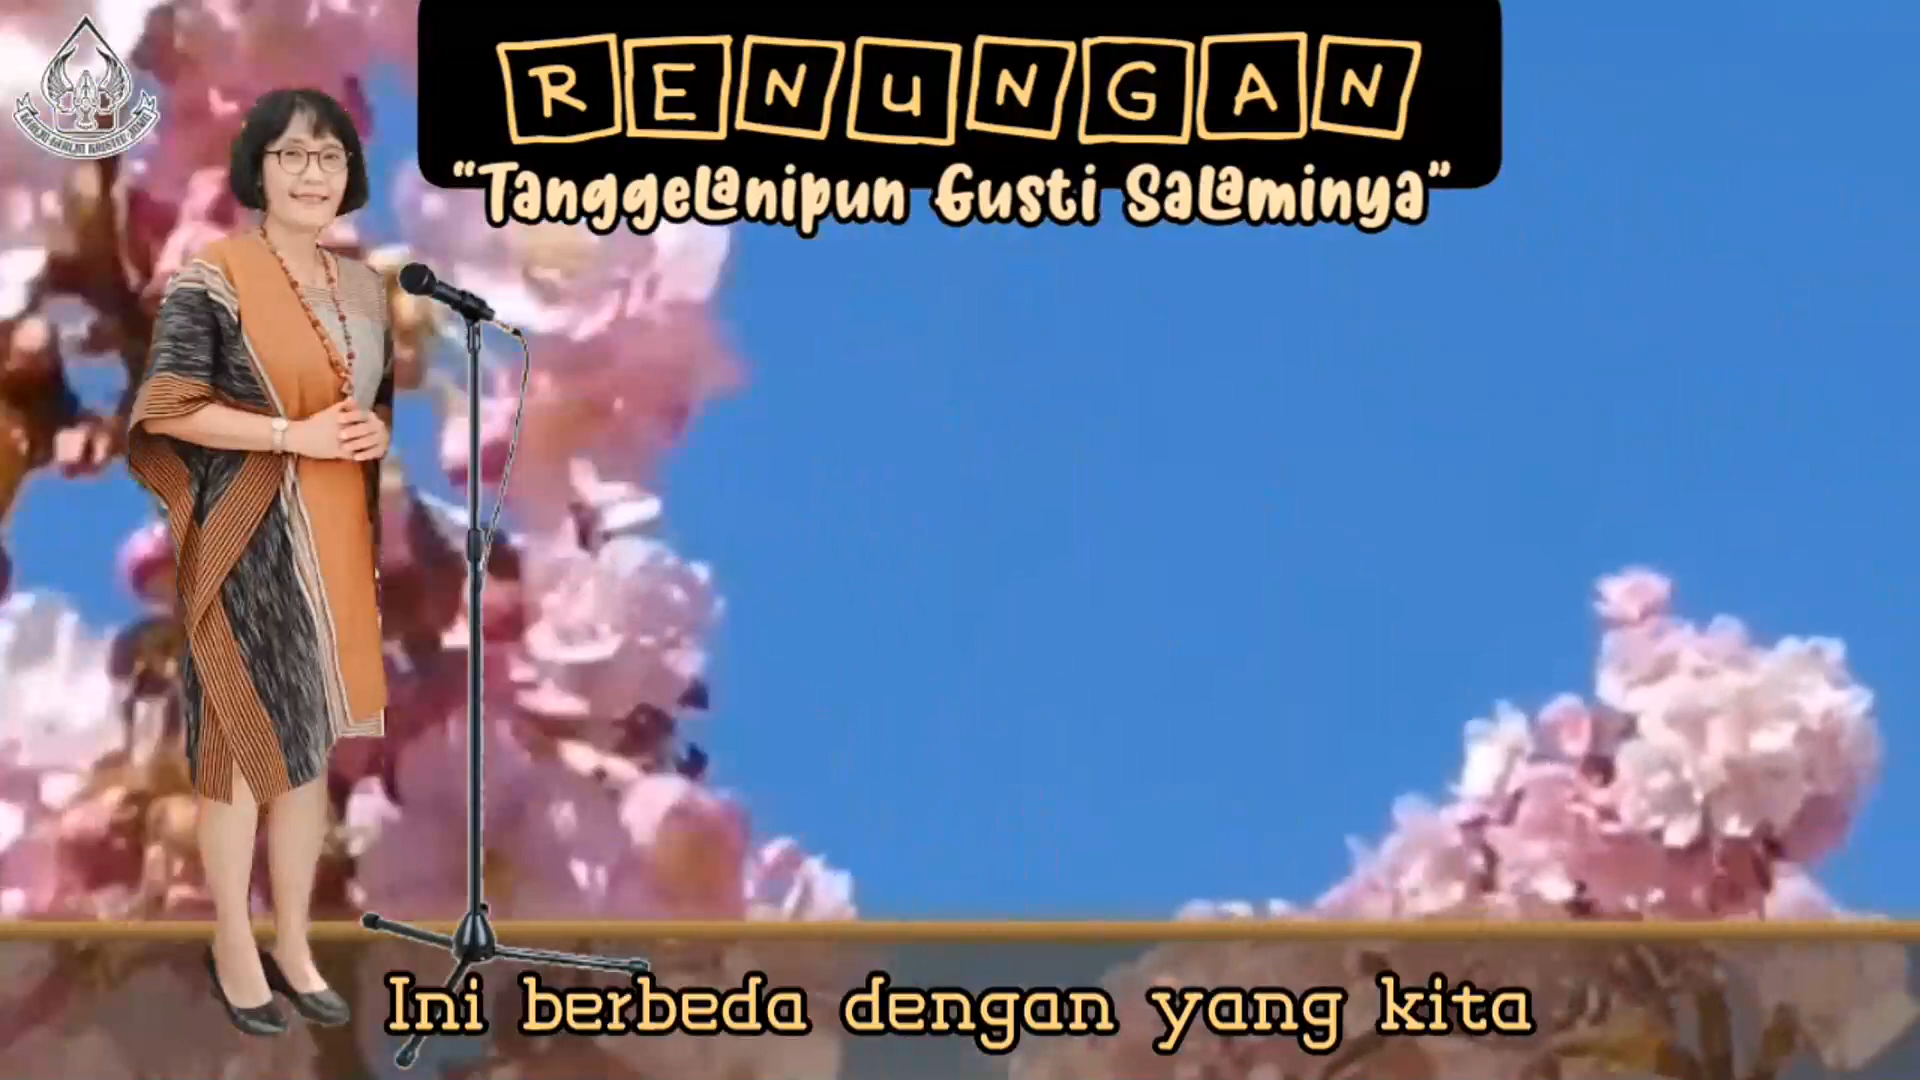 RENUNGAN
“Tanggelanipun Gusti Salaminya”
Ini berbeda dengan yang kita